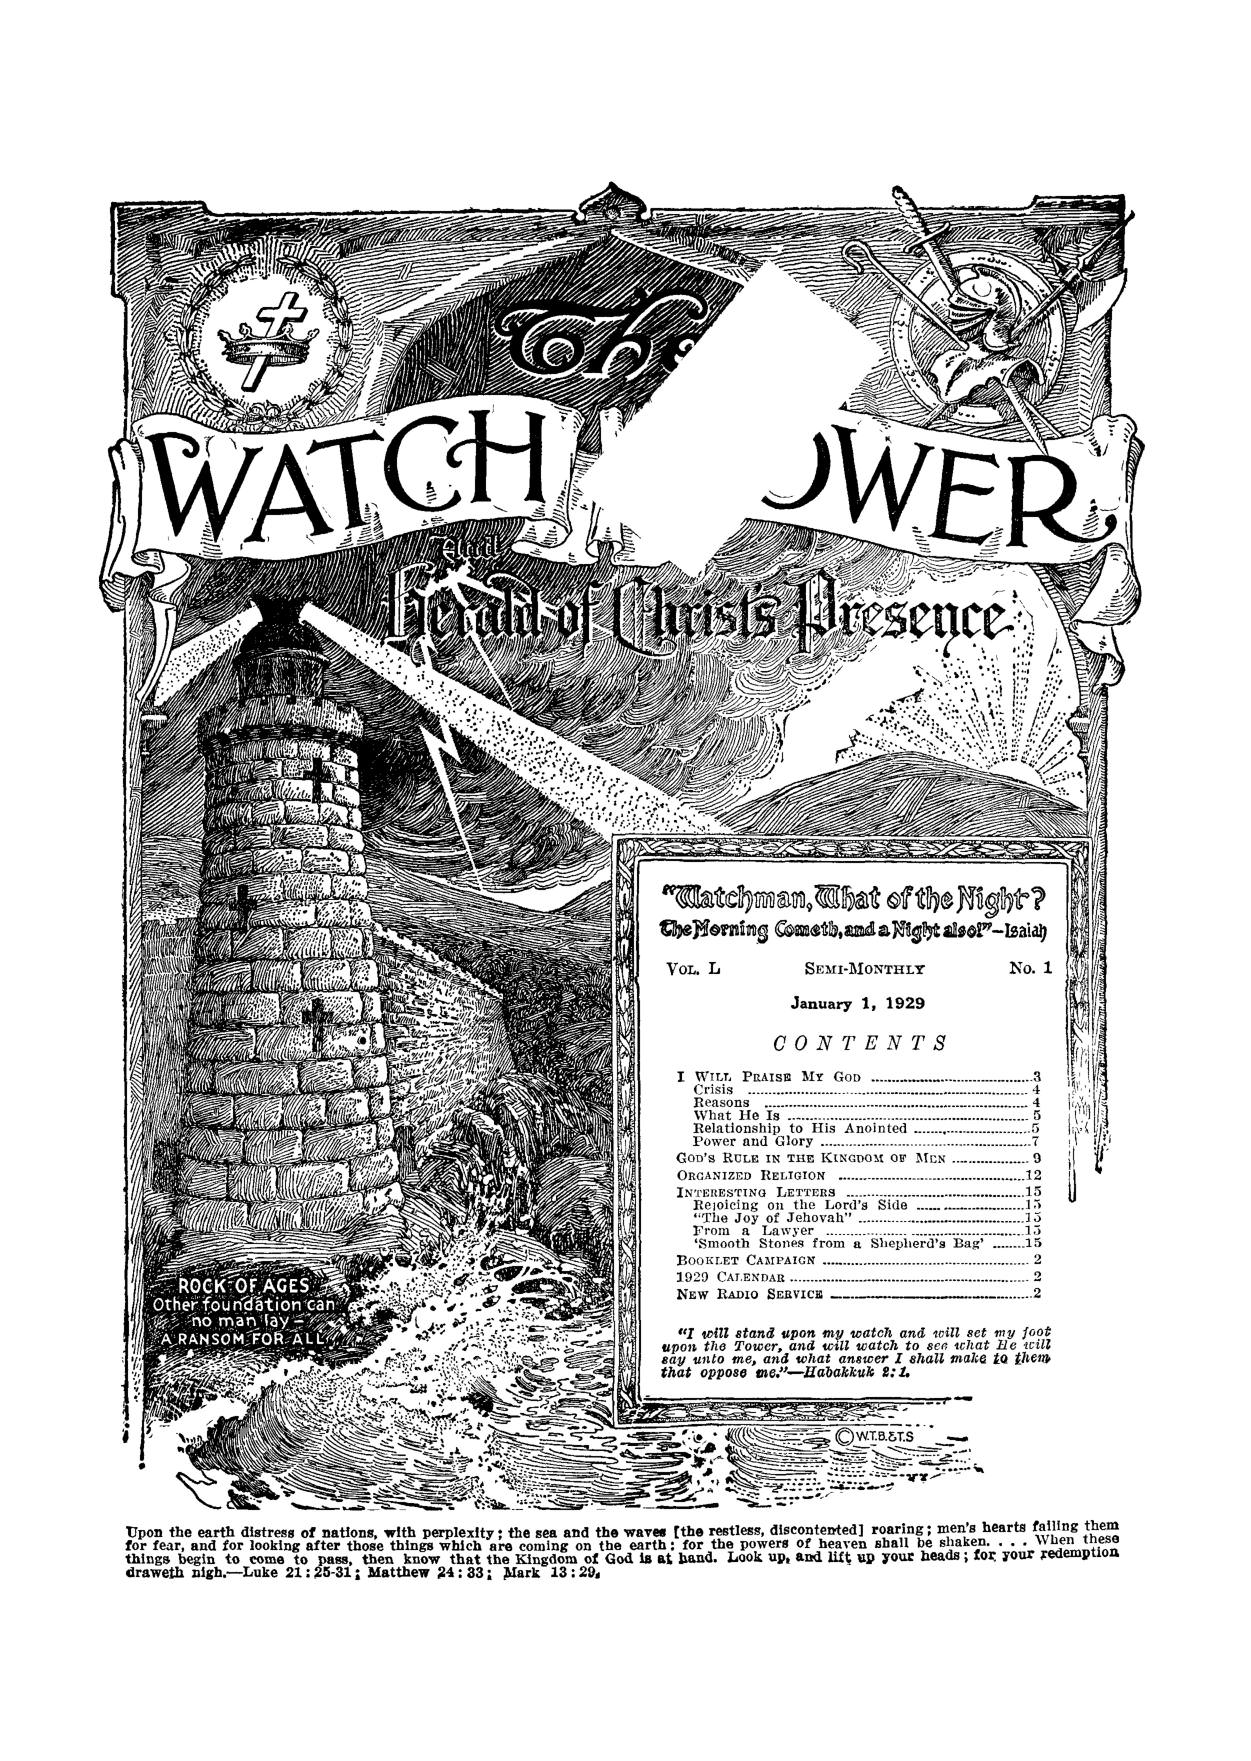 The
WATCH OWER
And
Herald of Christ's Presence
"Watchman, What of the Night?
The Morning Cometh, and a Night also!"—Isaiah
VOL. L SEMI-MONTHLY No. 1
January 1, 1929
CONTENTS
I WILL PRAISE MY GOD 3
Crisis 4
Reasons 4
What He Is 5
Relationship to His Anointed 5
Power and Glory 7
GOD'S RULE IN THE KINGDOM OF MEN 9
ORGANIZED RELIGION 12
INTERESTING LETTERS 15
Rejoicing on the Lord's Side 15
"The Joy of Jehovah" 15
From a Lawyer 15
'Smooth Stones from a Shepherd's Bag' 15
BOOKLET CAMPAIGN 2
1929 CALENDAR 2
NEW RADIO SERVICE 2
"I will stand upon my watch and will set my foot
upon the Tower, and will watch to see what He will
say unto me, and what answer I shall make to them
that oppose me."—Habakkuk 2:1.
ROCK OF AGES
Other foundation can
no man lay—
A RANSOM FOR ALL
©W.T.B.&T.S
Upon the earth distress of nations, with perplexity; the sea and the waves [the restless, discontented] roaring; men's hearts failing them
for fear, and for looking after those things which are coming on the earth: for the powers of heaven shall be shaken. . . . When these
things begin to come to pass, then know that the Kingdom of God is at hand. Look up, and lift up your heads; for your redemption
draweth nigh.—Luke 21:25-31; Matthew 24:33; Mark 13:29.